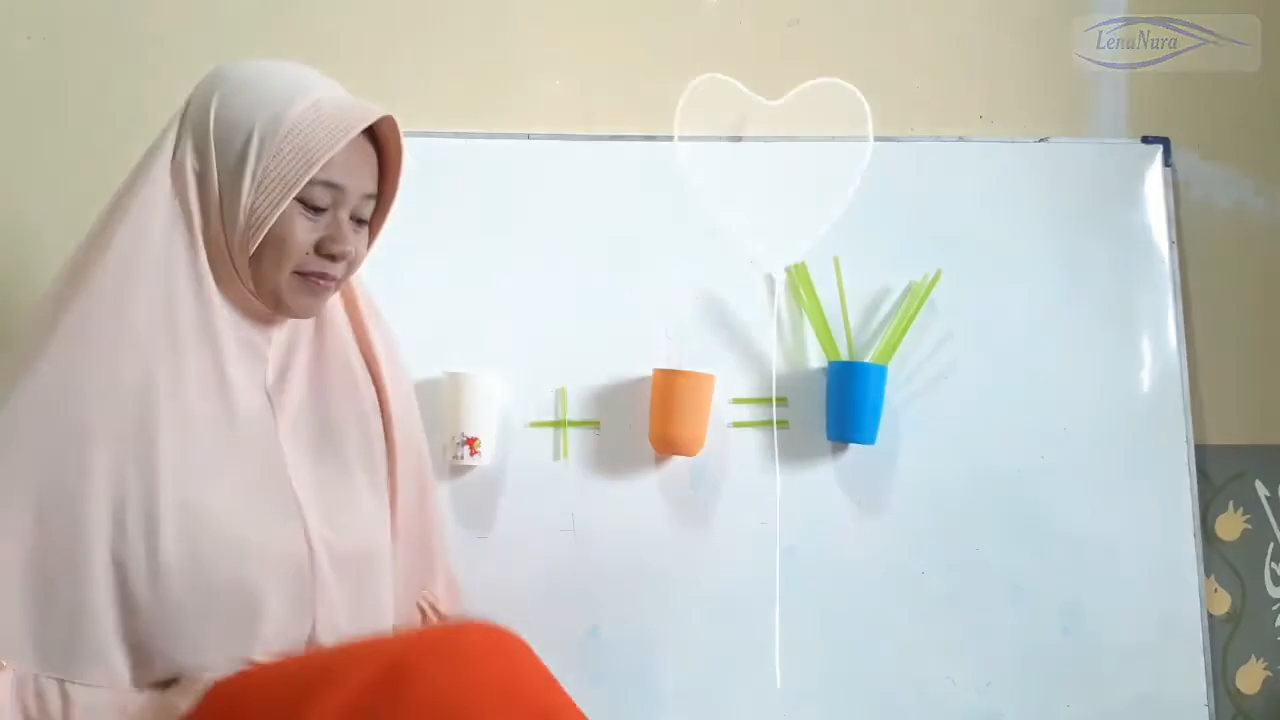 LenaNura
+ =